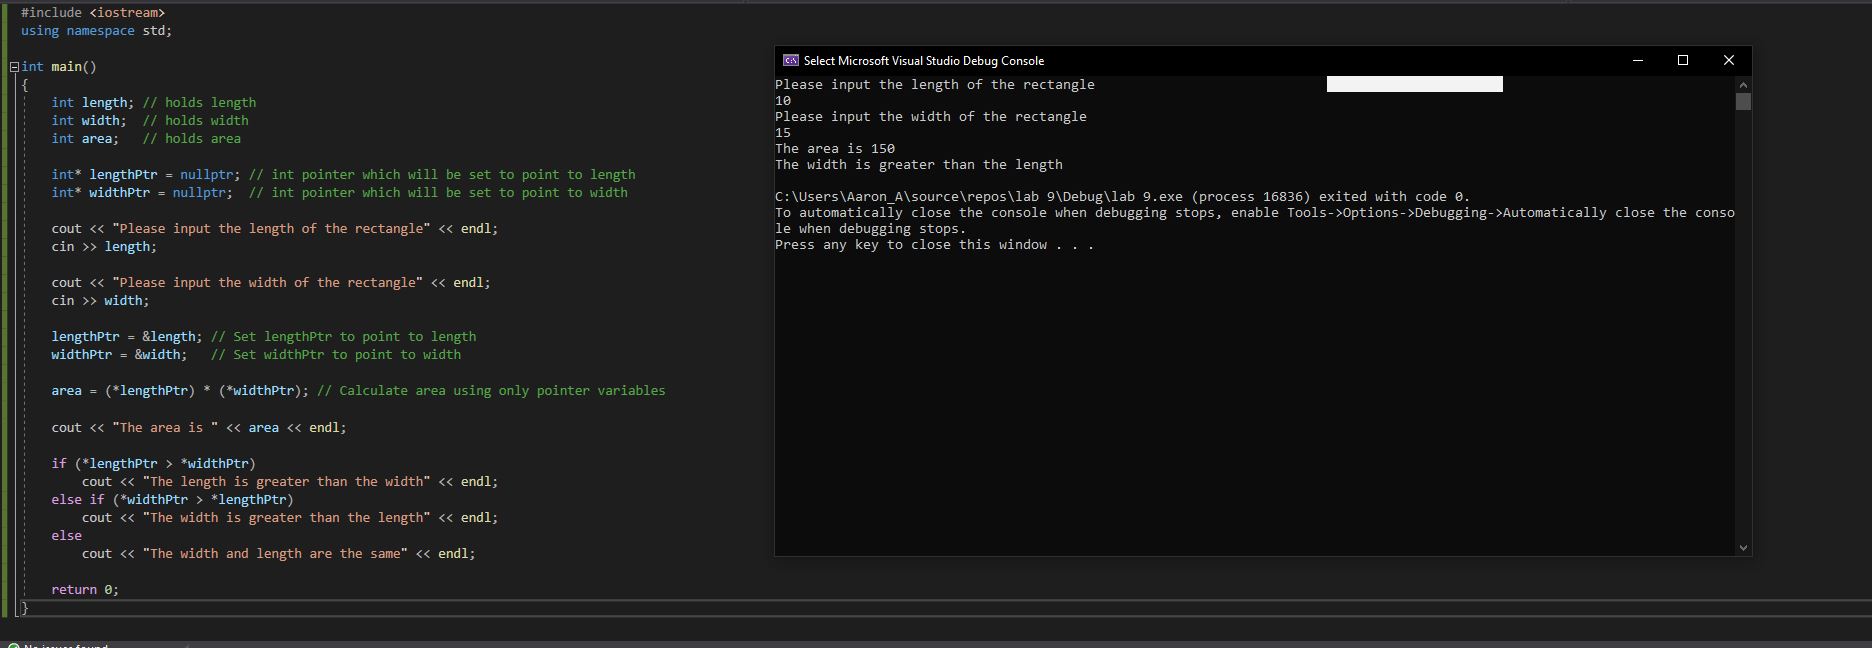 #include <iostream>
using namespace std;
int main()
{
int length; // holds length
int width; // holds width
int area; // holds area
int* lengthPtr = nullptr; // int pointer which will be set to point to length
int* widthPtr = nullptr; // int pointer which will be set to point to width
cout << "Please input the length of the rectangle" << endl;
cin >> length;
cout << "Please input the width of the rectangle" << endl;
cin >> width;
lengthPtr = &length; // Set lengthPtr to point to length
widthPtr = &width; // Set widthPtr to point to width
area = (*lengthPtr) * (*widthPtr); // Calculate area using only pointer variables
cout << "The area is " << area << endl;
if (*lengthPtr > *widthPtr)
cout << "The length is greater than the width" << endl;
else if (*widthPtr > *lengthPtr)
cout << "The width is greater than the length" << endl;
else
cout << "The width and length are the same" << endl;
return 0;
}
Select Microsoft Visual Studio Debug Console
Please input the length of the rectangle
10
Please input the width of the rectangle
15
The area is 150
The width is greater than the length
C:\Users\Aaron_A\source\repos\lab 9\Debug\lab 9.exe (process 16836) exited with code 0.
To automatically close the console when debugging stops, enable Tools->Options->Debugging->Automatically close the conso
le when debugging stops.
Press any key to close this window . . .
No issues found